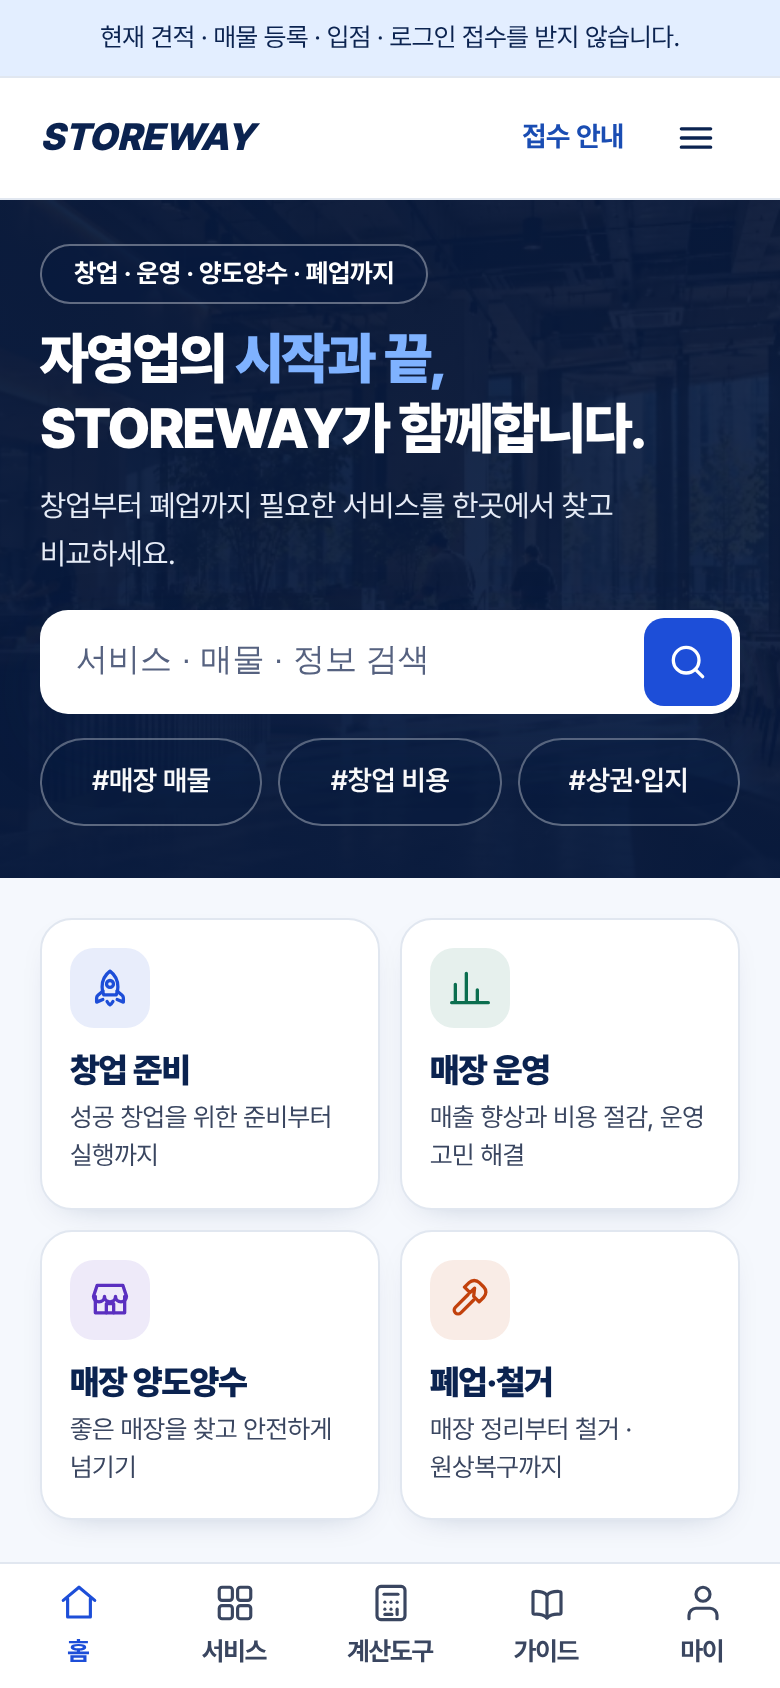 현재 견적 · 매물 등록 · 입점 · 로그인 접수를 받지 않습니다.
STOREWAY
접수 안내
창업 · 운영 · 양도양수 · 폐업까지
자영업의 시작과 끝,
STOREWAY가 함께합니다.
창업부터 폐업까지 필요한 서비스를 한곳에서 찾고
비교하세요.
서비스 · 매물 · 정보 검색
#매장 매물
#창업 비용
#상권·입지
창업 준비
성공 창업을 위한 준비부터
실행까지
매장 운영
매출 향상과 비용 절감, 운영
고민 해결
매장 양도양수
좋은 매장을 찾고 안전하게
넘기기
폐업·철거
매장 정리부터 철거 ·
원상복구까지
홈
서비스
계산도구
가이드
마이